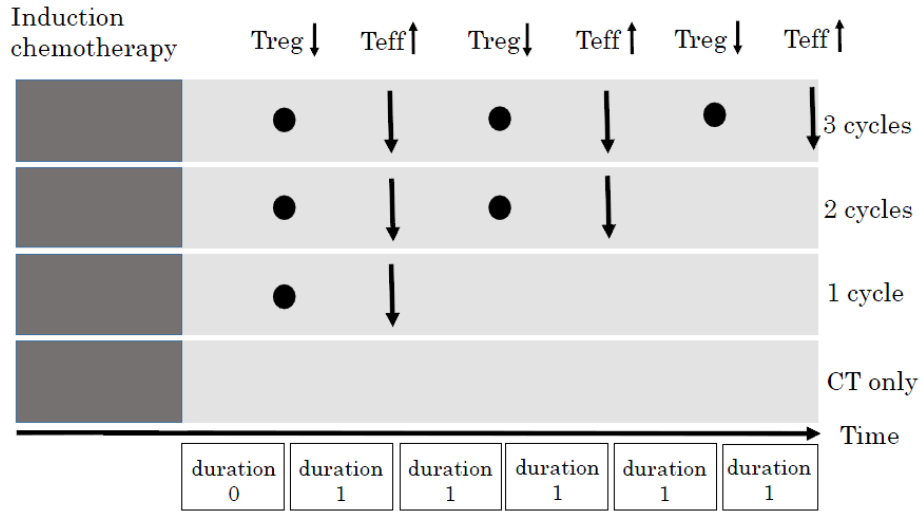 Induction
chemotherapy
Treg↓ Teff↑ Treg↓ Teff↑ Treg↓ Teff↑
3 cycles
2 cycles
1 cycle
CT only
Time
duration duration duration duration duration duration
0 1 1 1 1 1